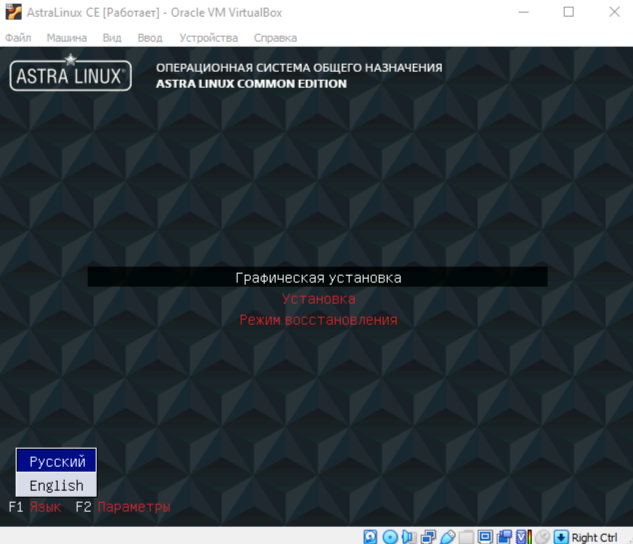 AstraLinux CE [Работает] - Oracle VM VirtualBox
Файл Машина Вид Ввод Устройства Справка
ASTRA LINUX®
ОПЕРАЦИОННАЯ СИСТЕМА ОБЩЕГО НАЗНАЧЕНИЯ
ASTRA LINUX COMMON EDITION
Графическая установка
Установка
Режим восстановления
Русский
English
F1 Язык F2 Параметры
Right Ctrl